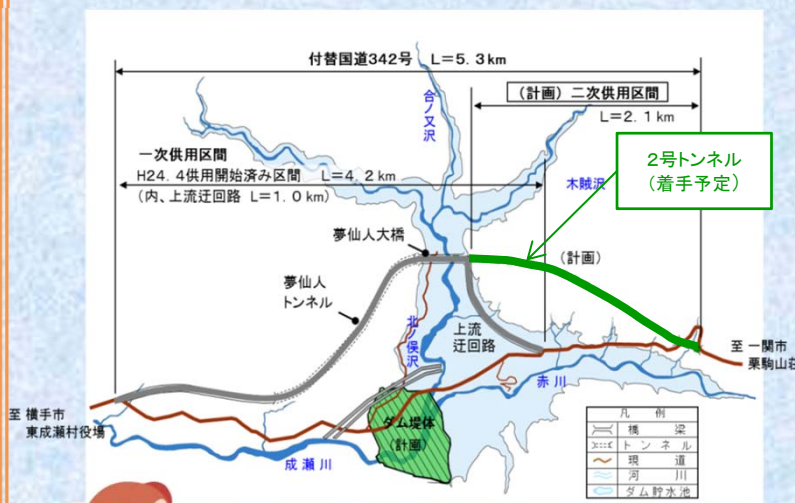 付替国道342号 L=5.3km
(計画)二次供用区間
L=2.1km
合ノ又沢
一次供用区間
H24.4供用開始済み区間 L=4.2km
(内、上流迂回路 L=1.0km)
木賊沢
2号トンネル
(着手予定)
夢仙人大橋
(計画)
夢仙人
トンネル
北ノ俣沢
上流
迂回路
至 一関市
栗駒山荘
赤川
至 横手市
東成瀬村役場
ダム堤体
(計画)
成瀬川
凡例
橋梁
トンネル
現道
河川
ダム貯水池